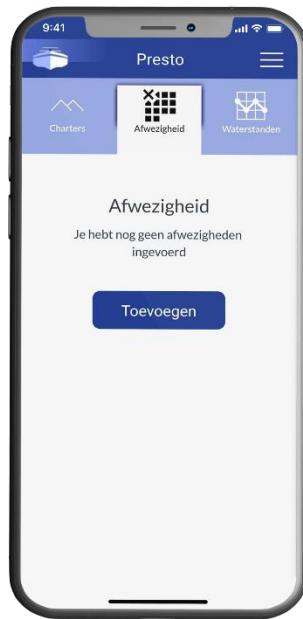 9:41
Presto
Charters
Afwezigheid
Waterstanden
Afwezigheid
Je hebt nog geen afwezigheden
ingevoerd
Toevoegen